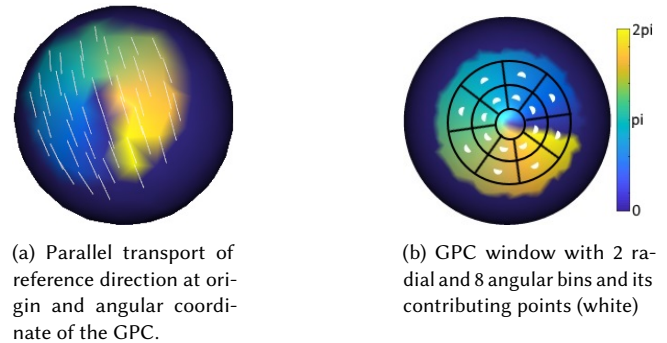 2pi
pi
0
(a) Parallel transport of
reference direction at ori-
gin and angular coordi-
nate of the GPC.
(b) GPC window with 2 ra-
dial and 8 angular bins and its
contributing points (white)